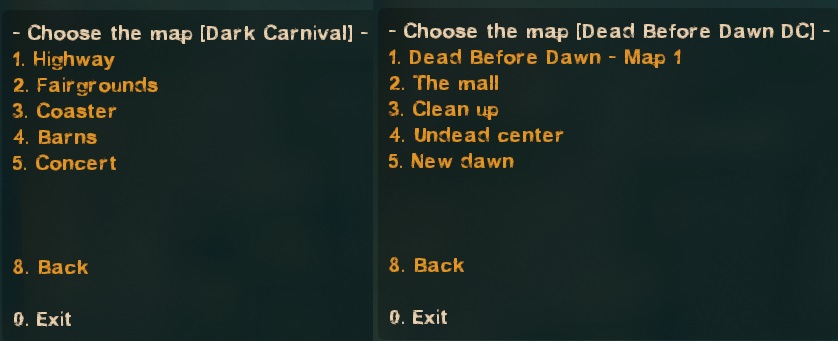 - Choose the map [Dark Carnival] -
1. Highway
2. Fairgrounds
3. Coaster
4. Barns
5. Concert
8. Back
0. Exit
- Choose the map [Dead Before Dawn DC] -
1. Dead Before Dawn - Map 1
2. The mall
3. Clean up
4. Undead center
5. New dawn
8. Back
0. Exit